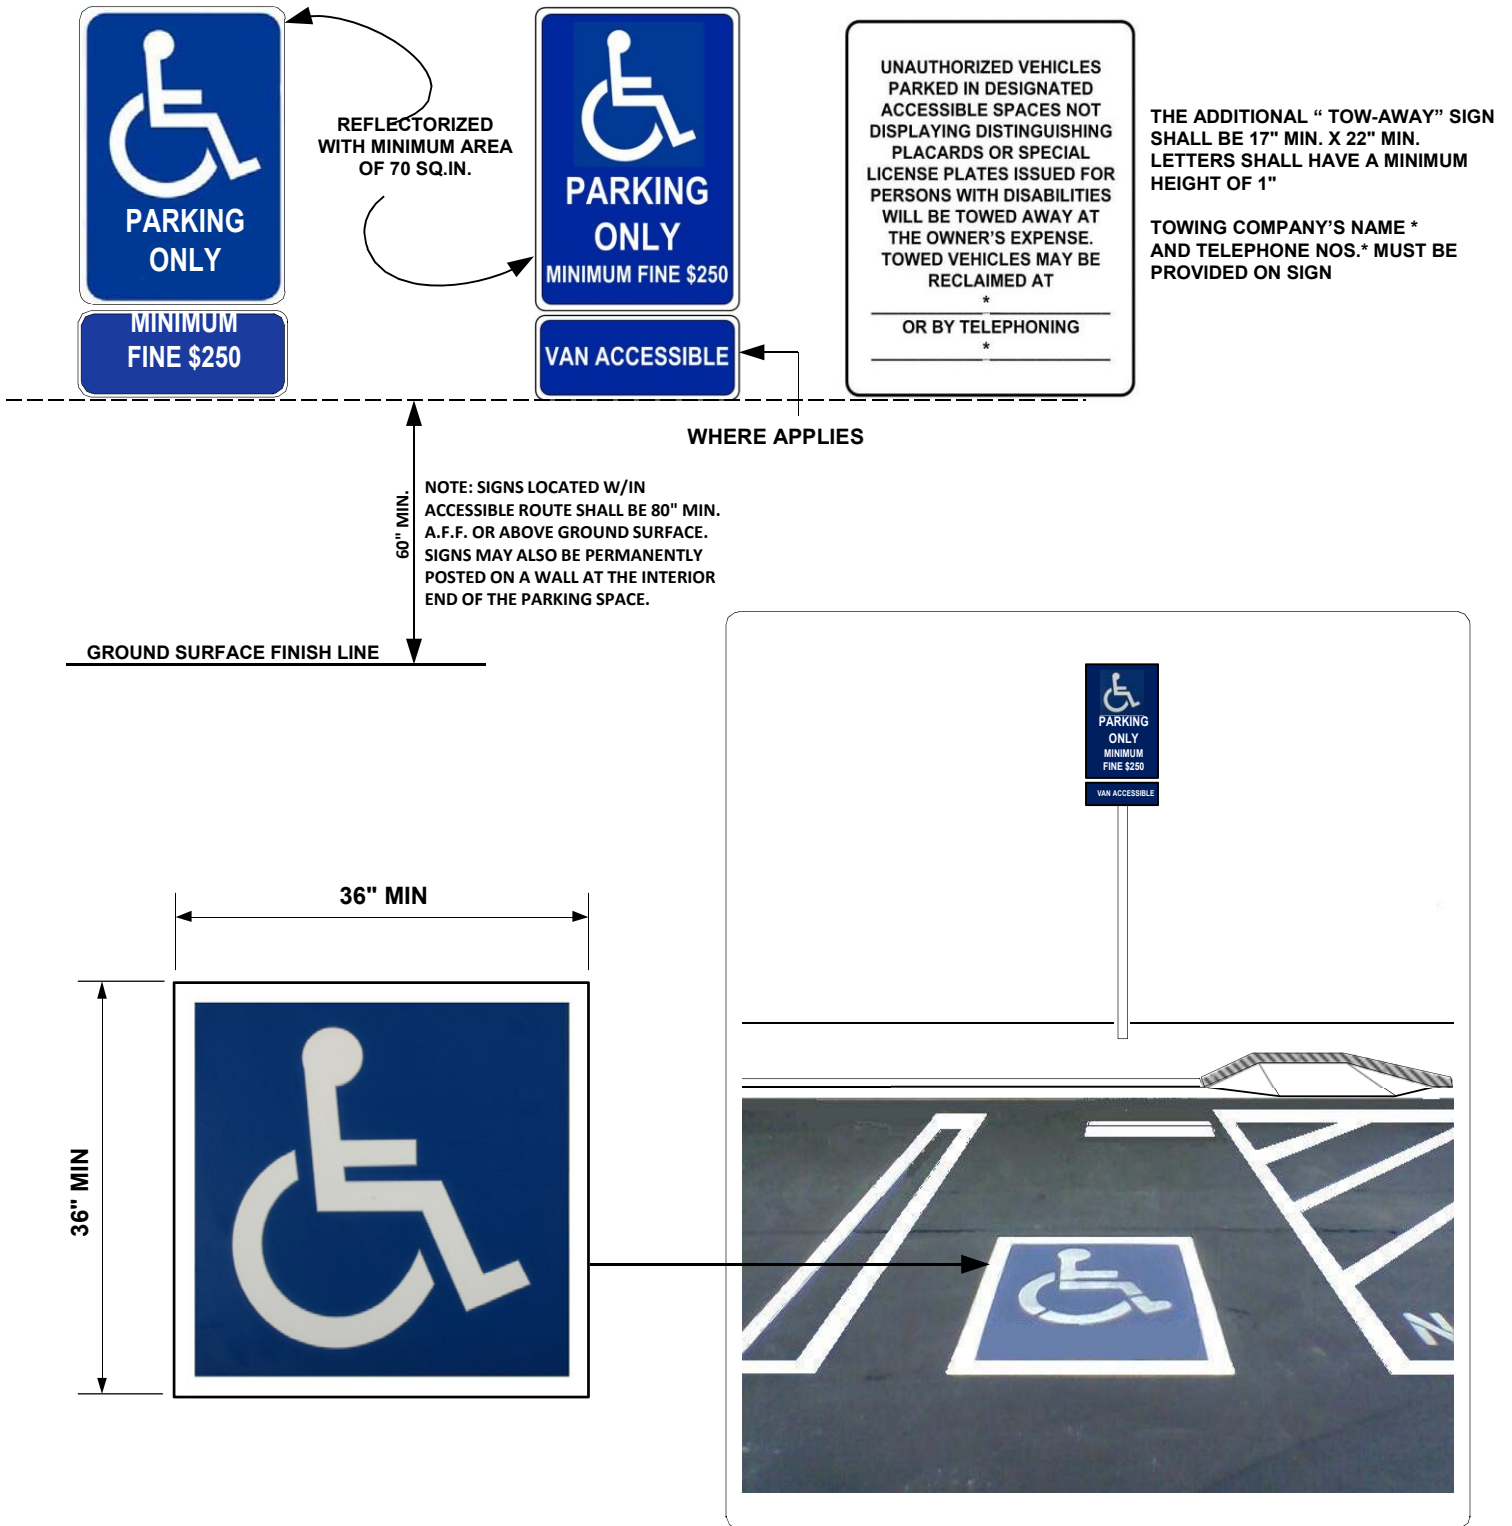 PARKING
ONLY
MINIMUM
FINE $250
REFLECTORIZED
WITH MINIMUM AREA
OF 70 SQ.IN.
PARKING
ONLY
MINIMUM FINE $250
VAN ACCESSIBLE
WHERE APPLIES
UNAUTHORIZED VEHICLES
PARKED IN DESIGNATED
ACCESSIBLE SPACES NOT
DISPLAYING DISTINGUISHING
PLACARDS OR SPECIAL
LICENSE PLATES ISSUED FOR
PERSONS WITH DISABILITIES
WILL BE TOWED AWAY AT
THE OWNER'S EXPENSE.
TOWED VEHICLES MAY BE
RECLAIMED AT
*
OR BY TELEPHONING
*
THE ADDITIONAL “ TOW-AWAY” SIGN
SHALL BE 17" MIN. X 22" MIN.
LETTERS SHALL HAVE A MINIMUM
HEIGHT OF 1"
TOWING COMPANY’S NAME *
AND TELEPHONE NOS.* MUST BE
PROVIDED ON SIGN
60" MIN.
NOTE: SIGNS LOCATED W/IN
ACCESSIBLE ROUTE SHALL BE 80" MIN.
A.F.F. OR ABOVE GROUND SURFACE.
SIGNS MAY ALSO BE PERMANENTLY
POSTED ON A WALL AT THE INTERIOR
END OF THE PARKING SPACE.
GROUND SURFACE FINISH LINE
PARKING
ONLY
MINIMUM
FINE $250
VAN ACCESSIBLE
36" MIN
36" MIN
N